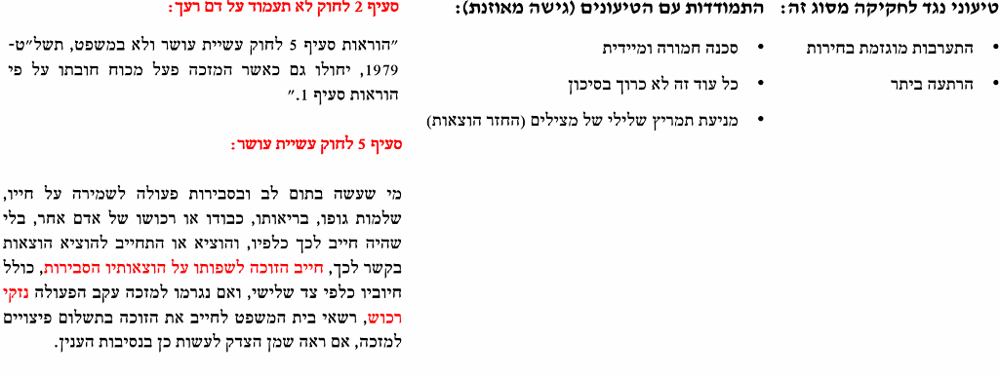 טיעוני נגד לחקיקה מסוג זה:
• התערבות מוגזמת בחירות
• הרתעה ביתר
התמודדות עם הטיעונים (גישה מאוזנת):
• סכנה חמורה ומיידית
• כל עוד זה לא כרוך בסיכון
• מניעת תמריץ שלילי של מצילים (החזר הוצאות)
סעיף 2 לחוק לא תעמוד על דם רעך:
"הוראות סעיף 5 לחוק עשיית עושר ולא במשפט, תשל"ט-
1979, יחולו גם כאשר המזכה פעל מכוח חובתו על פי
הוראות סעיף 1."
סעיף 5 לחוק עשיית עושר:
מי שעשה בתום לב ובסבירות פעולה לשמירה על חייו,
שלמות גופו, בריאותו, כבודו או רכושו של אדם אחר, בלי
שהיה חייב לכך כלפיו, והוציא או התחייב להוציא הוצאות
בקשר לכך, חייב הזוכה לשפותו על הוצאותיו הסבירות, כולל
חיוביו כלפי צד שלישי, ואם נגרמו למזכה עקב הפעולה נזקי
רכוש, רשאי בית המשפט לחייב את הזוכה בתשלום פיצויים
למזכה, אם ראה שמן הצדק לעשות כן בנסיבות הענין.